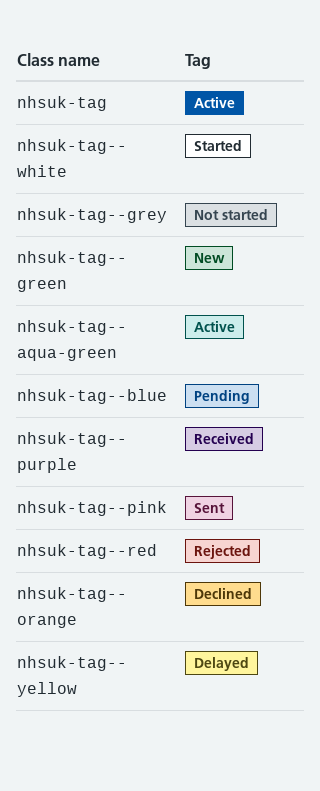 Class name Tag
nhsuk-tag Active
nhsuk-tag-- Started
white
nhsuk-tag--grey Not started
nhsuk-tag-- New
green
nhsuk-tag-- Active
aqua-green
nhsuk-tag--blue Pending
nhsuk-tag-- Received
purple
nhsuk-tag--pink Sent
nhsuk-tag--red Rejected
nhsuk-tag-- Declined
orange
nhsuk-tag-- Delayed
yellow